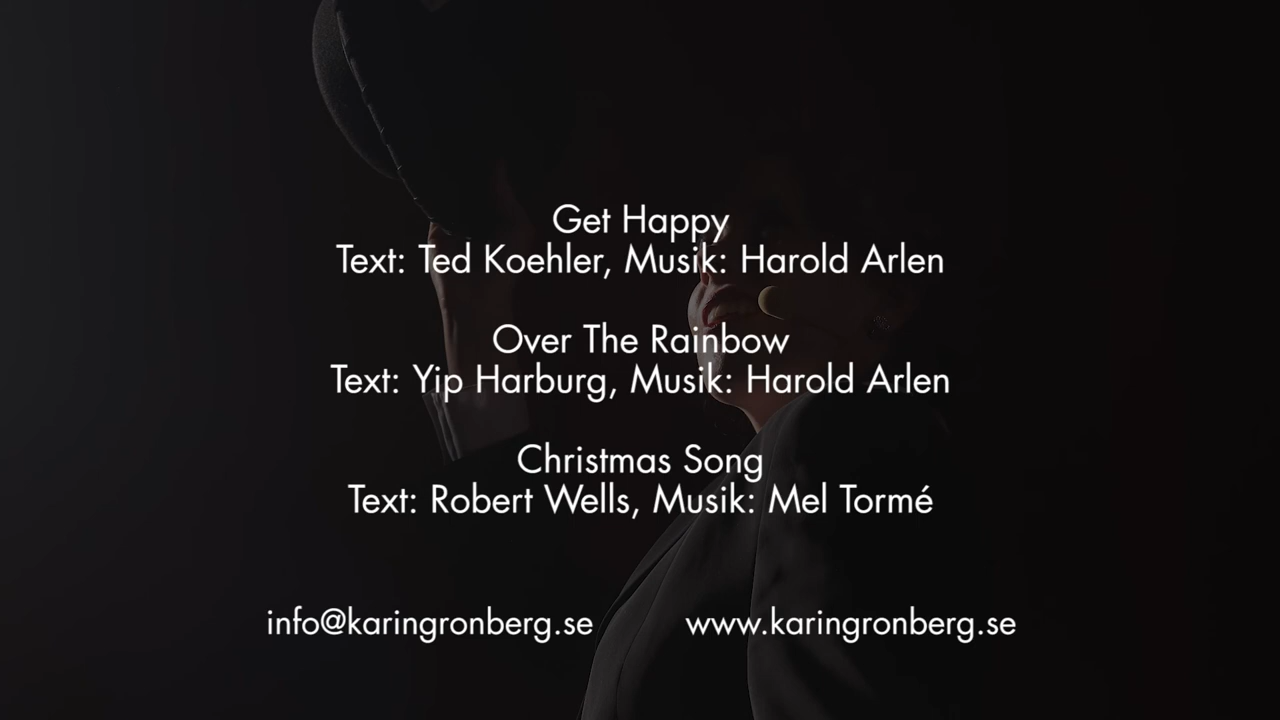 Get Happy
Text: Ted Koehler, Musik: Harold Arlen
Over The Rainbow
Text: Yip Harburg, Musik: Harold Arlen
Christmas Song
Text: Robert Wells, Musik: Mel Tormé
info@karingronberg.se www.karingronberg.se